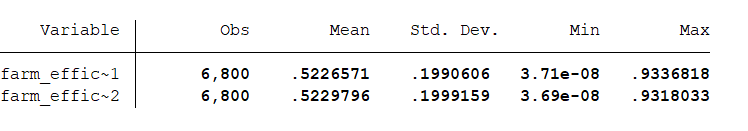 Variable Obs Mean Std. Dev. Min Max
farm_effic~1 6,800 .5226571 .1990606 3.71e-08 .9336818
farm_effic~2 6,800 .5229796 .1999159 3.69e-08 .9318033